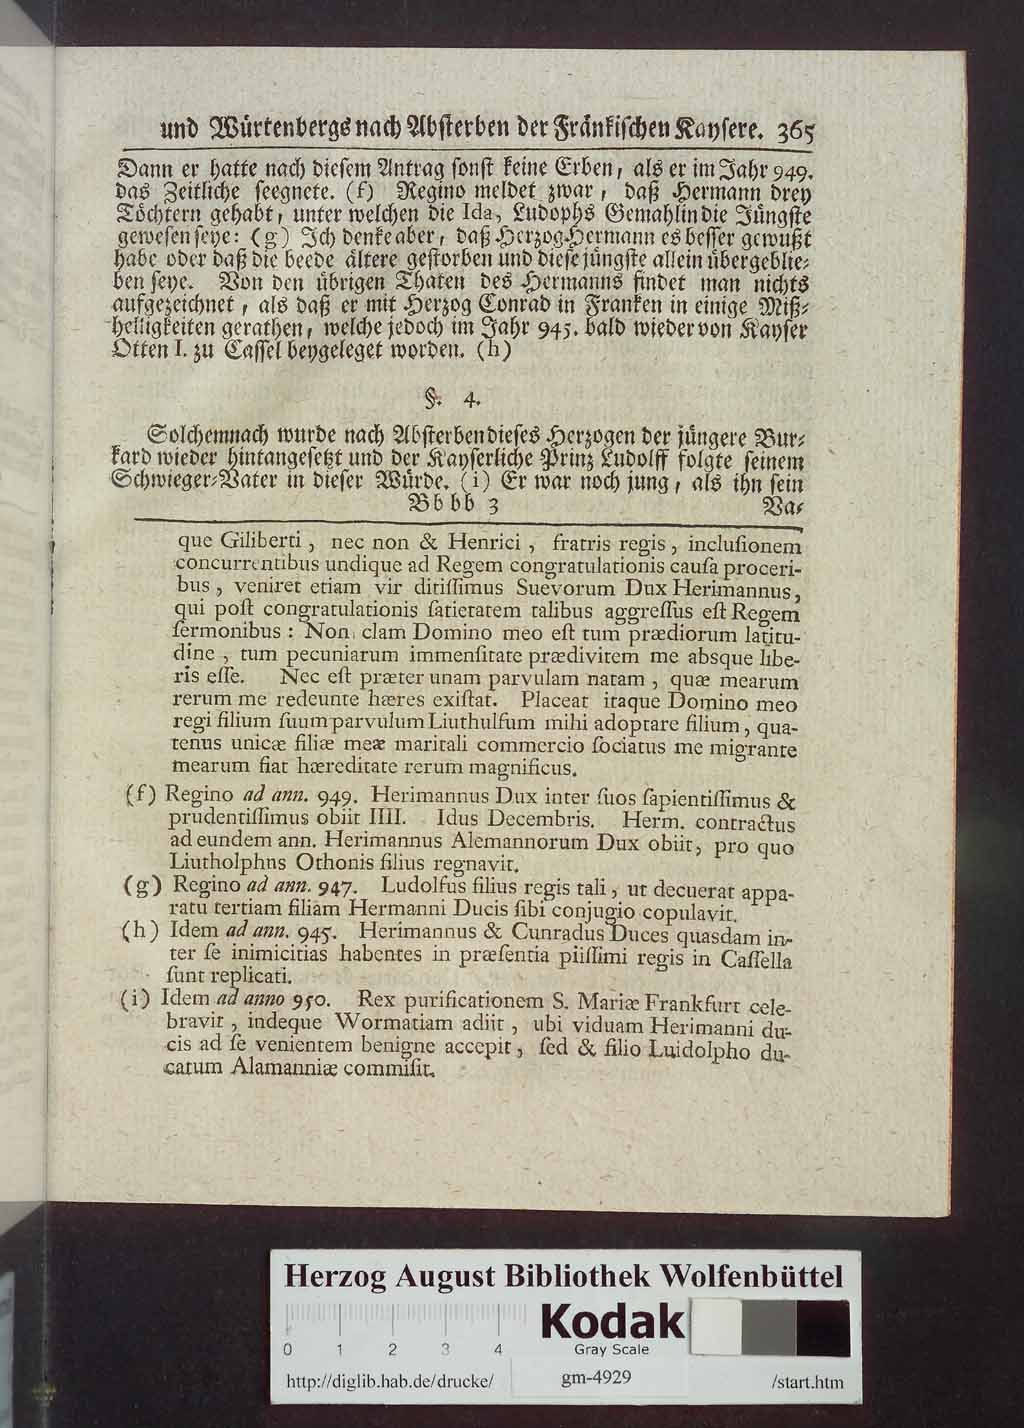 und Würtenbergs nach Absterben der Fränkischen Kaysere. 365
Dann er hatte nach diesem Antrag sonst keine Erben, als er im Jahr 949.
das Zeitliche seegnete. (f) Regino meldet zwar, daß Hermann drey
Töchtern gehabt, unter welchen die Ida, Ludophs Gemahlin die Jüngste
gewesen seye: (g) Ich denke aber, daß Herzog Hermann es besser gewußt
habe oder daß die beede ältere gestorben und diese jüngste allein übergeblie-
ben seye. Von den übrigen Thaten des Hermanns findet man nichts
aufgezeichnet, als daß er mit Herzog Conrad in Franken in einige Miß-
helligkeiten gerathen, welche jedoch im Jahr 945. bald wieder von Kayser
Otten I. zu Cassel beygeleget worden. (h)
§. 4.
Solchemnach wurde nach Absterben dieses Herzogen der jüngere Bur-
kard wieder hintangesetzt und der Kayserliche Prinz Ludolff folgte seinem
Schwieger-Vater in dieser Würde. (i) Er war noch jung, als ihn sein
Bb bb 3 Va-
que Giliberti, nec non & Henrici, fratris regis, inclusionem
concurrentibus undique ad Regem congratulationis causa proceri-
bus, veniret etiam vir ditissimus Suevorum Dux Herimannus,
qui post congratulationis satietatem talibus aggressus est Regem
sermonibus: Non clam Domino meo est tum prædiorum latitu-
dine, tum pecuniarum immensitate prædivitem me absque libe-
ris esse. Nec est præter unam parvulam natam, quæ mearum
rerum me redeunte hæres existat. Placeat itaque Domino meo
regi filium suum parvulum Liuthulfum mihi adoptare filium, qua-
tenus unicæ filiæ meæ maritali commercio sociatus me migrante
mearum fiat hæreditate rerum magnificus.
(f) Regino ad ann. 949. Herimannus Dux inter suos sapientissimus &
prudentissimus obiit IIII. Idus Decembris. Herm. contractus
ad eundem ann. Herimannus Alemannorum Dux obiit, pro quo
Liutholphus Othonis filius regnavit.
(g) Regino ad ann. 947. Ludolfus filius regis tali, ut decuerat appa-
ratu tertiam filiam Hermanni Ducis sibi conjugio copulavit.
(h) Idem ad ann. 945. Herimannus & Cunradus Duces quasdam in-
ter se inimicitias habentes in præsentia piissimi regis in Cassella
sunt replicati.
(i) Idem ad anno 950. Rex purificationem S. Mariæ Frankfurt cele-
bravit, indeque Wormatiam adiit, ubi viduam Herimanni du-
cis ad se venientem benigne accepit, sed & filio Luidolpho du-
catum Alamanniæ commisit.
Herzog August Bibliothek Wolfenbüttel
Kodak
Gray Scale
0 1 2 3 4
http://diglib.hab.de/drucke/ gm-4929 /start.htm